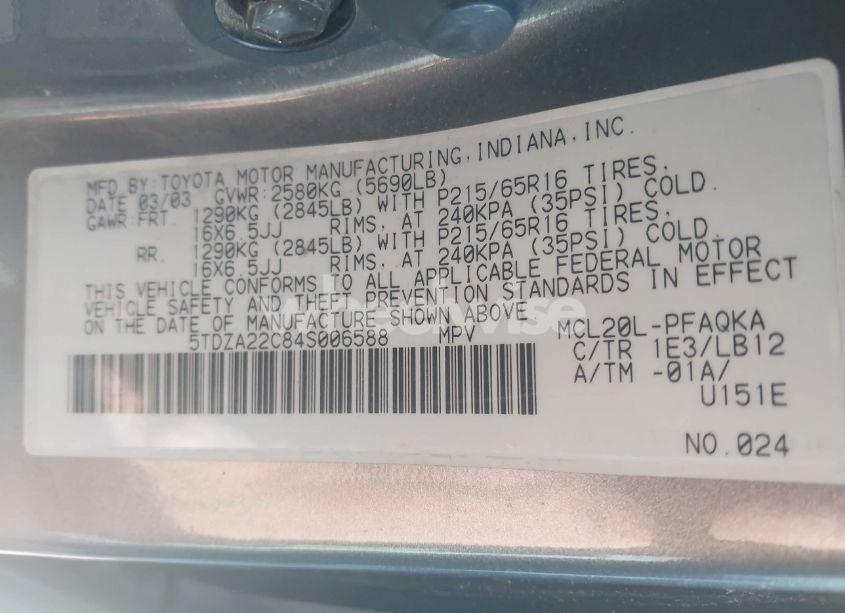 MFD.BY:TOYOTA MOTOR MANUFACTURING,INDIANA,INC.
DATE 03/03 GVWR:2580KG (5690LB)
GAWR:FRT. 1290KG (2845LB) WITH P215/65R16 TIRES,
16X6.5JJ RIMS, AT 240KPA (35PSI) COLD.
RR. 1290KG (2845LB) WITH P215/65R16 TIRES,
16X6.5JJ RIMS, AT 240KPA (35PSI) COLD.
THIS VEHICLE CONFORMS TO ALL APPLICABLE FEDERAL MOTOR
VEHICLE SAFETY AND THEFT PREVENTION STANDARDS IN EFFECT
ON THE DATE OF MANUFACTURE SHOWN ABOVE.
5TDZA22C84S006588 MPV MCL20L-PFAQKA
C/TR 1E3/LB12
A/TM -01A/
U151E
NO.024
wheelwise